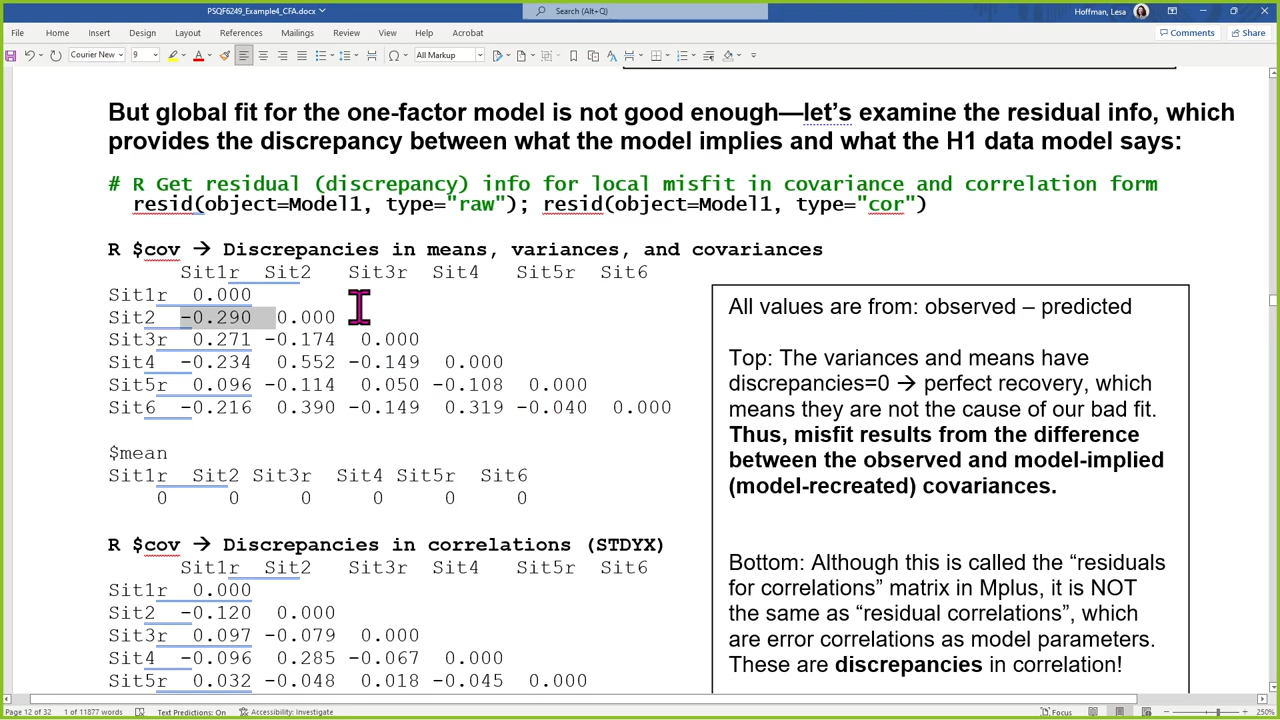 PSQF6249_Example4_CFA.docx
Search (Alt+Q)
Hoffman, Lesa
File Home Insert Design Layout References Mailings Review View Help Acrobat
Comments Share
Courier New 9 All Markup
But global fit for the one-factor model is not good enough—let's examine the residual info, which
provides the discrepancy between what the model implies and what the H1 data model says:
# R Get residual (discrepancy) info for local misfit in covariance and correlation form
resid(object=Model1, type="raw"); resid(object=Model1, type="cor")
R $cov → Discrepancies in means, variances, and covariances
Sit1r Sit2 Sit3r Sit4 Sit5r Sit6
Sit1r 0.000
Sit2 -0.290 0.000
Sit3r 0.271 -0.174 0.000
Sit4 -0.234 0.552 -0.149 0.000
Sit5r 0.096 -0.114 0.050 -0.108 0.000
Sit6 -0.216 0.390 -0.149 0.319 -0.040 0.000
$mean
Sit1r Sit2 Sit3r Sit4 Sit5r Sit6
0 0 0 0 0 0
R $cov → Discrepancies in correlations (STDYX)
Sit1r Sit2 Sit3r Sit4 Sit5r Sit6
Sit1r 0.000
Sit2 -0.120 0.000
Sit3r 0.097 -0.079 0.000
Sit4 -0.096 0.285 -0.067 0.000
Sit5r 0.032 -0.048 0.018 -0.045 0.000
All values are from: observed – predicted
Top: The variances and means have
discrepancies=0 → perfect recovery, which
means they are not the cause of our bad fit.
Thus, misfit results from the difference
between the observed and model-implied
(model-recreated) covariances.
Bottom: Although this is called the "residuals
for correlations" matrix in Mplus, it is NOT
the same as "residual correlations", which
are error correlations as model parameters.
These are discrepancies in correlation!
Page 12 of 32 1 of 11877 words Text Predictions: On Accessibility: Investigate Focus 250%